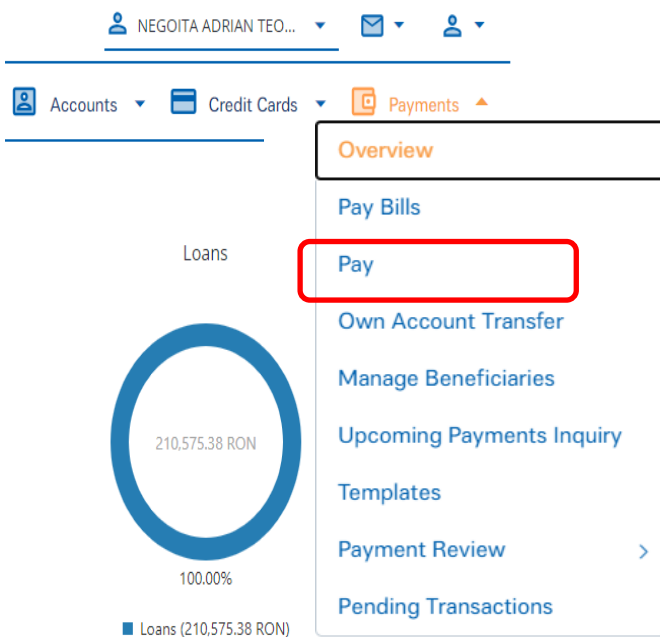 NEGOITA ADRIAN TEO...
Accounts Credit Cards Payments
Overview
Pay Bills
Pay
Own Account Transfer
Manage Beneficiaries
Upcoming Payments Inquiry
Templates
Payment Review
Pending Transactions
Loans
210,575.38 RON
100.00%
Loans (210,575.38 RON)